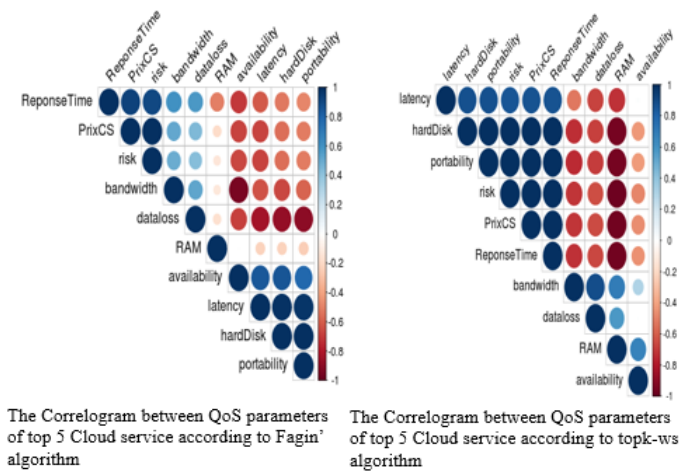 ReponseTime
PrixCS
risk
bandwidth
dataloss
RAM
availability
latency
hardDisk
portability
ReponseTime
PrixCS
risk
bandwidth
dataloss
RAM
availability
latency
hardDisk
portability
1
0.8
0.6
0.4
0.2
0
-0.2
-0.4
-0.6
-0.8
-1
The Correlogram between QoS parameters
of top 5 Cloud service according to Fagin’
algorithm
latency
hardDisk
portability
risk
PrixCS
ReponseTime
bandwidth
dataloss
RAM
availability
latency
hardDisk
portability
risk
PrixCS
ReponseTime
bandwidth
dataloss
RAM
availability
1
0.8
0.6
0.4
0.2
0
-0.2
-0.4
-0.6
-0.8
-1
The Correlogram between QoS parameters
of top 5 Cloud service according to topk-ws
algorithm